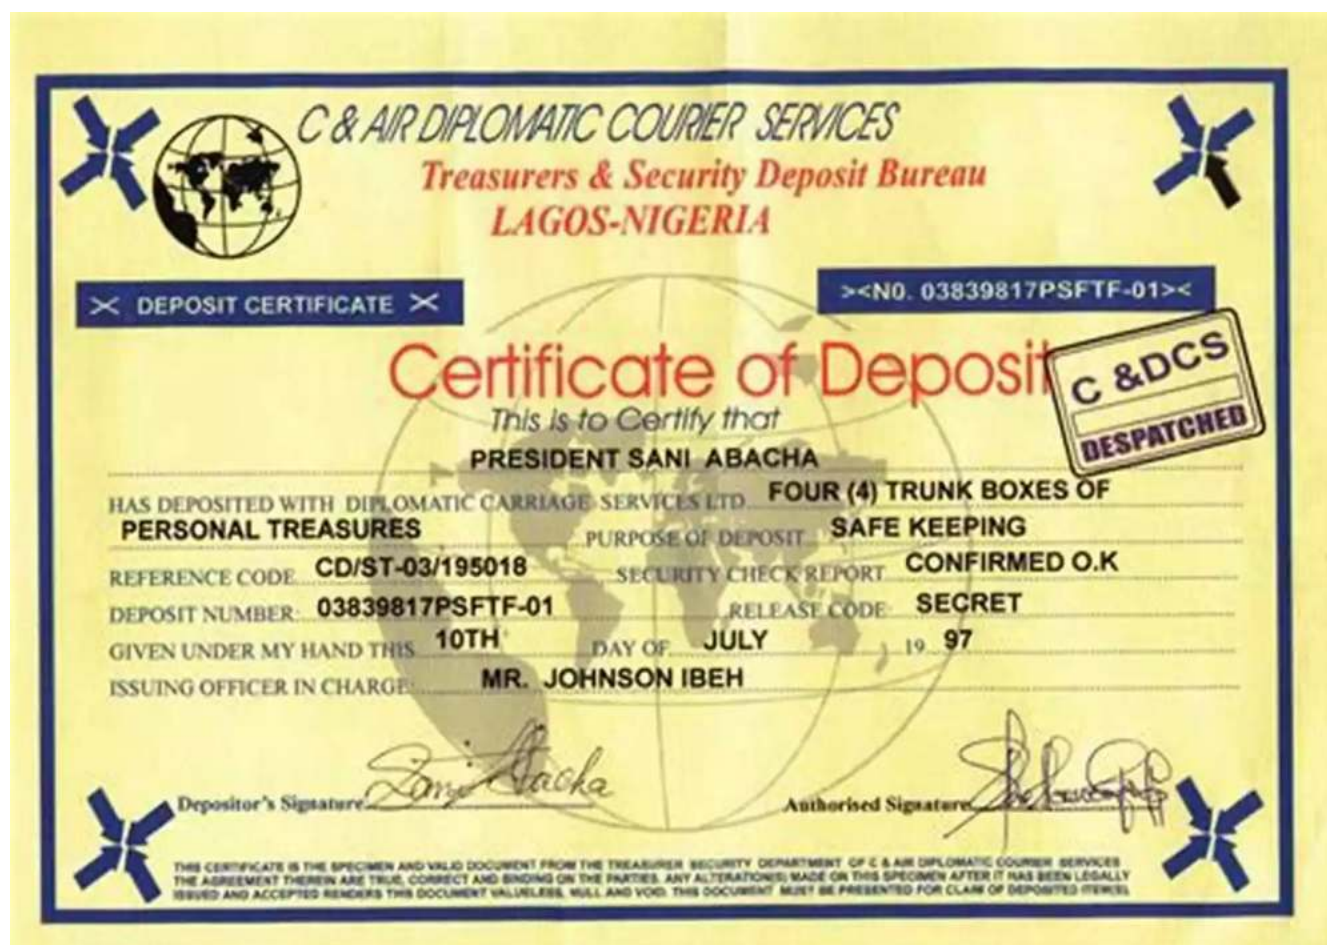 C & AIR DIPLOMATIC COURIER SERVICES
Treasurers & Security Deposit Bureau
LAGOS-NIGERIA
DEPOSIT CERTIFICATE
><N0. 03839817PSFTF-01><
Certificate of Deposit
C &DCS
DESPATCHED
This is to Certify that
PRESIDENT SANI ABACHA
HAS DEPOSITED WITH DIPLOMATIC CARRIAGE SERVICES LTD FOUR (4) TRUNK BOXES OF
PERSONAL TREASURES PURPOSE OF DEPOSIT SAFE KEEPING
REFERENCE CODE CD/ST-03/195018 SECURITY CHECK REPORT CONFIRMED O.K
DEPOSIT NUMBER: 03839817PSFTF-01 RELEASE CODE SECRET
GIVEN UNDER MY HAND THIS 10TH DAY OF JULY 19 97
ISSUING OFFICER IN CHARGE MR. JOHNSON IBEH
Depositor's Signature Sani Abacha
Authorised Signature
THIS CERTIFICATE IS THE SPECIMEN AND VALID DOCUMENT FROM THE TREASURER SECURITY DEPARTMENT OF C & AIR DIPLOMATIC COURIER SERVICES
THE AGREEMENT THEREIN ARE TRUE, CORRECT AND BINDING ON THE PARTIES. ANY ALTERATION(S) MADE ON THIS SPECIMEN AFTER IT HAS BEEN LEGALLY
ISSUED AND ACCEPTED RENDERS THIS DOCUMENT VALUELESS, NULL AND VOID. THIS DOCUMENT MUST BE PRESENTED FOR CLAIM OF DEPOSITED ITEM(S).